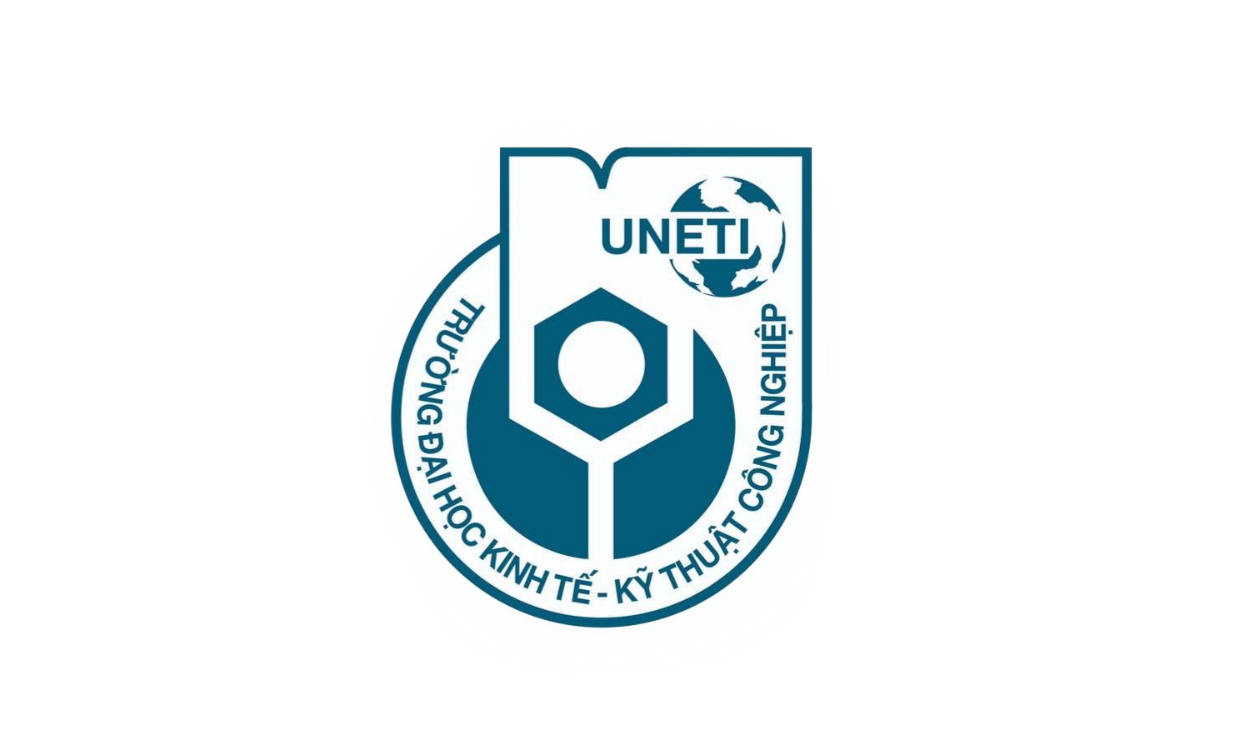 UNETI
TRƯỜNG ĐẠI HỌC KINH TẾ - KỸ THUẬT CÔNG NGHIỆP